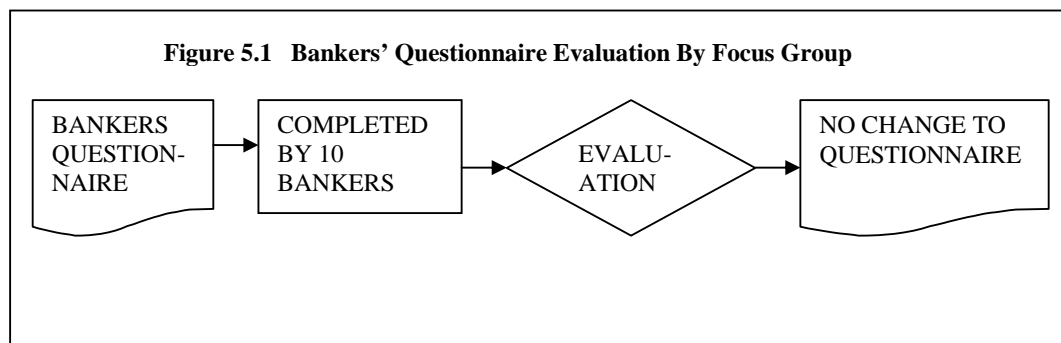 Figure 5.1 Bankers' Questionnaire Evaluation By Focus Group
BANKERS
QUESTION-
NAIRE
COMPLETED
BY 10
BANKERS
EVALU-
ATION
NO CHANGE TO
QUESTIONNAIRE